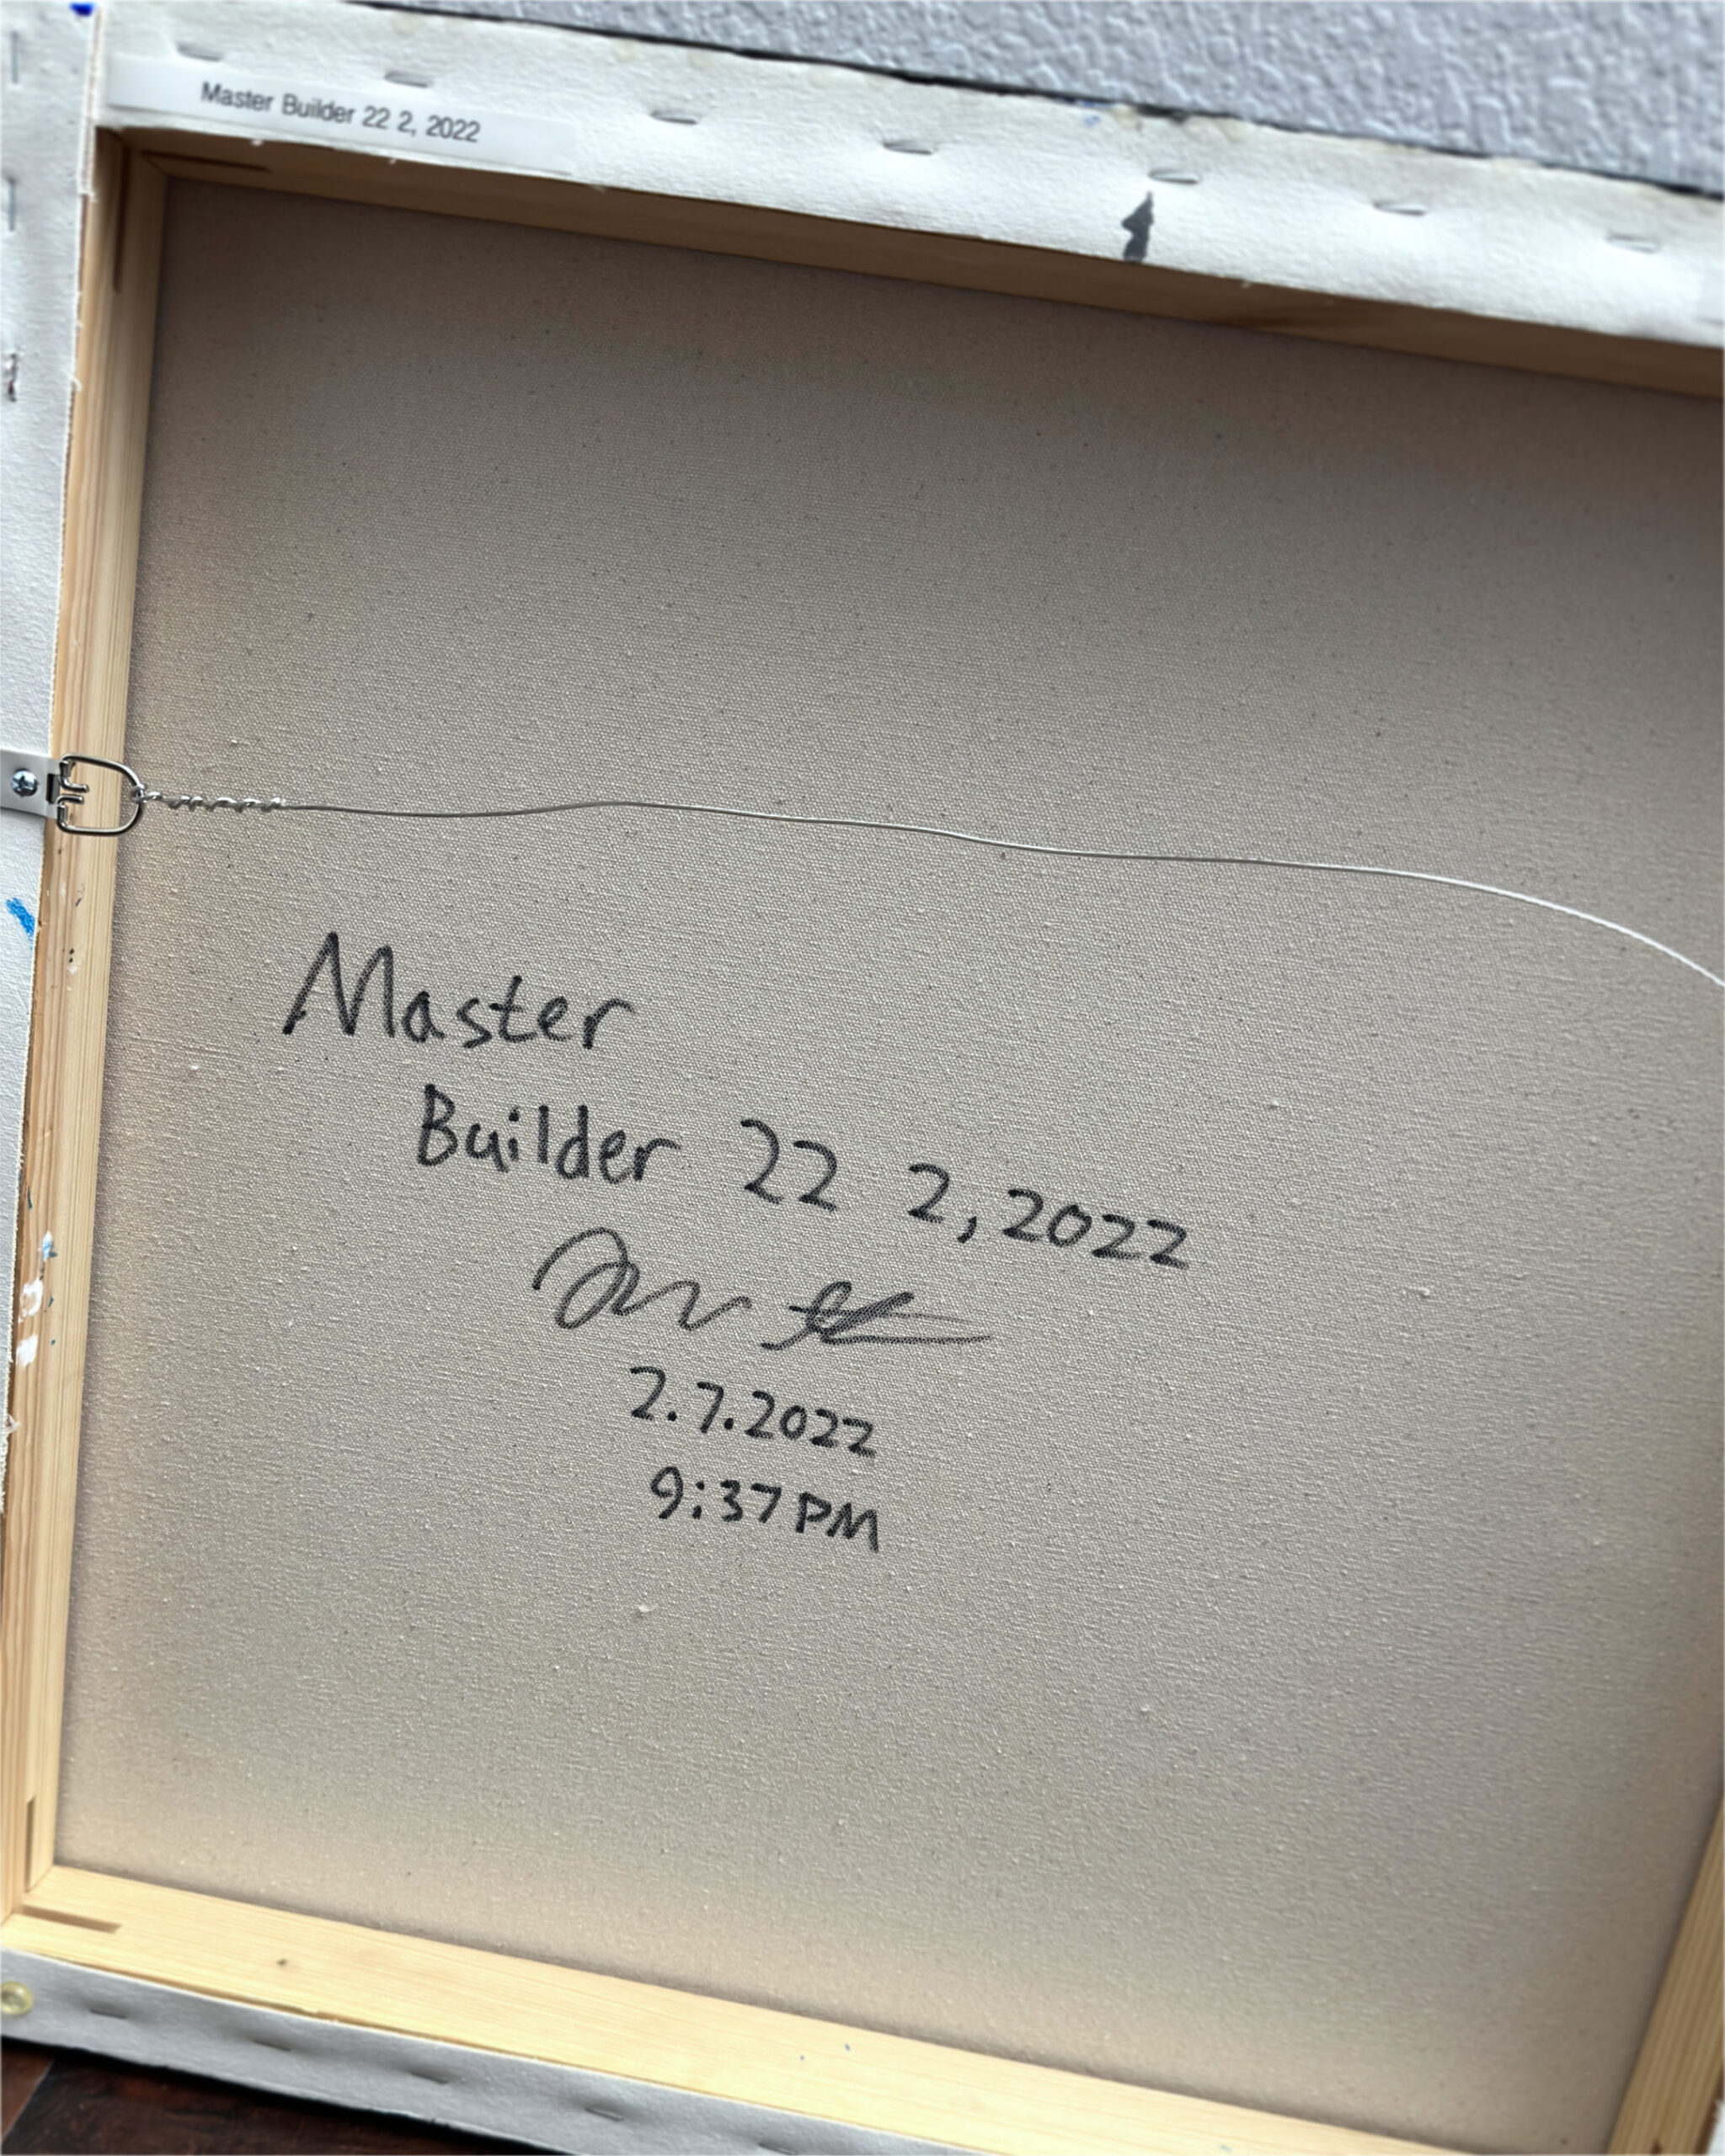 Master Builder 22 2, 2022
Master
Builder 22 2, 2022
2.7.2022
9:37 PM